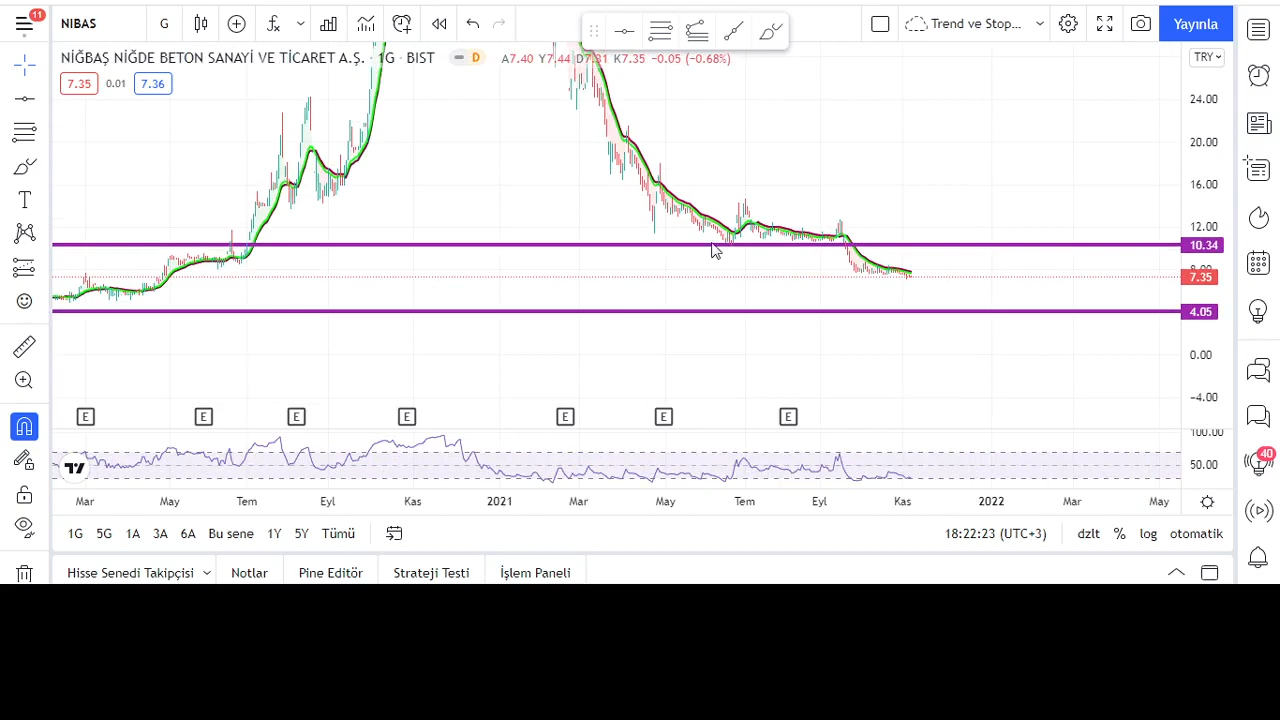 11
NIBAS G Trend ve Stop... Yayınla
NİĞBAŞ NİĞDE BETON SANAYİ VE TİCARET A.Ş. · 1G · BIST D A7.40 Y7.44 D7.31 K7.35 −0.05 (−0.68%) TRY
7.35 0.01 7.36
24.00
20.00
16.00
12.00
10.34
8.00
7.35
4.05
0.00
−4.00
E E E E E E E
100.00
50.00
40
Mar May Tem Eyl Kas 2021 Mar May Tem Eyl Kas 2022 Mar May
1G 5G 1A 3A 6A Bu sene 1Y 5Y Tümü 18:22:23 (UTC+3) dzlt % log otomatik
Hisse Senedi Takipçisi Notlar Pine Editör Strateji Testi İşlem Paneli